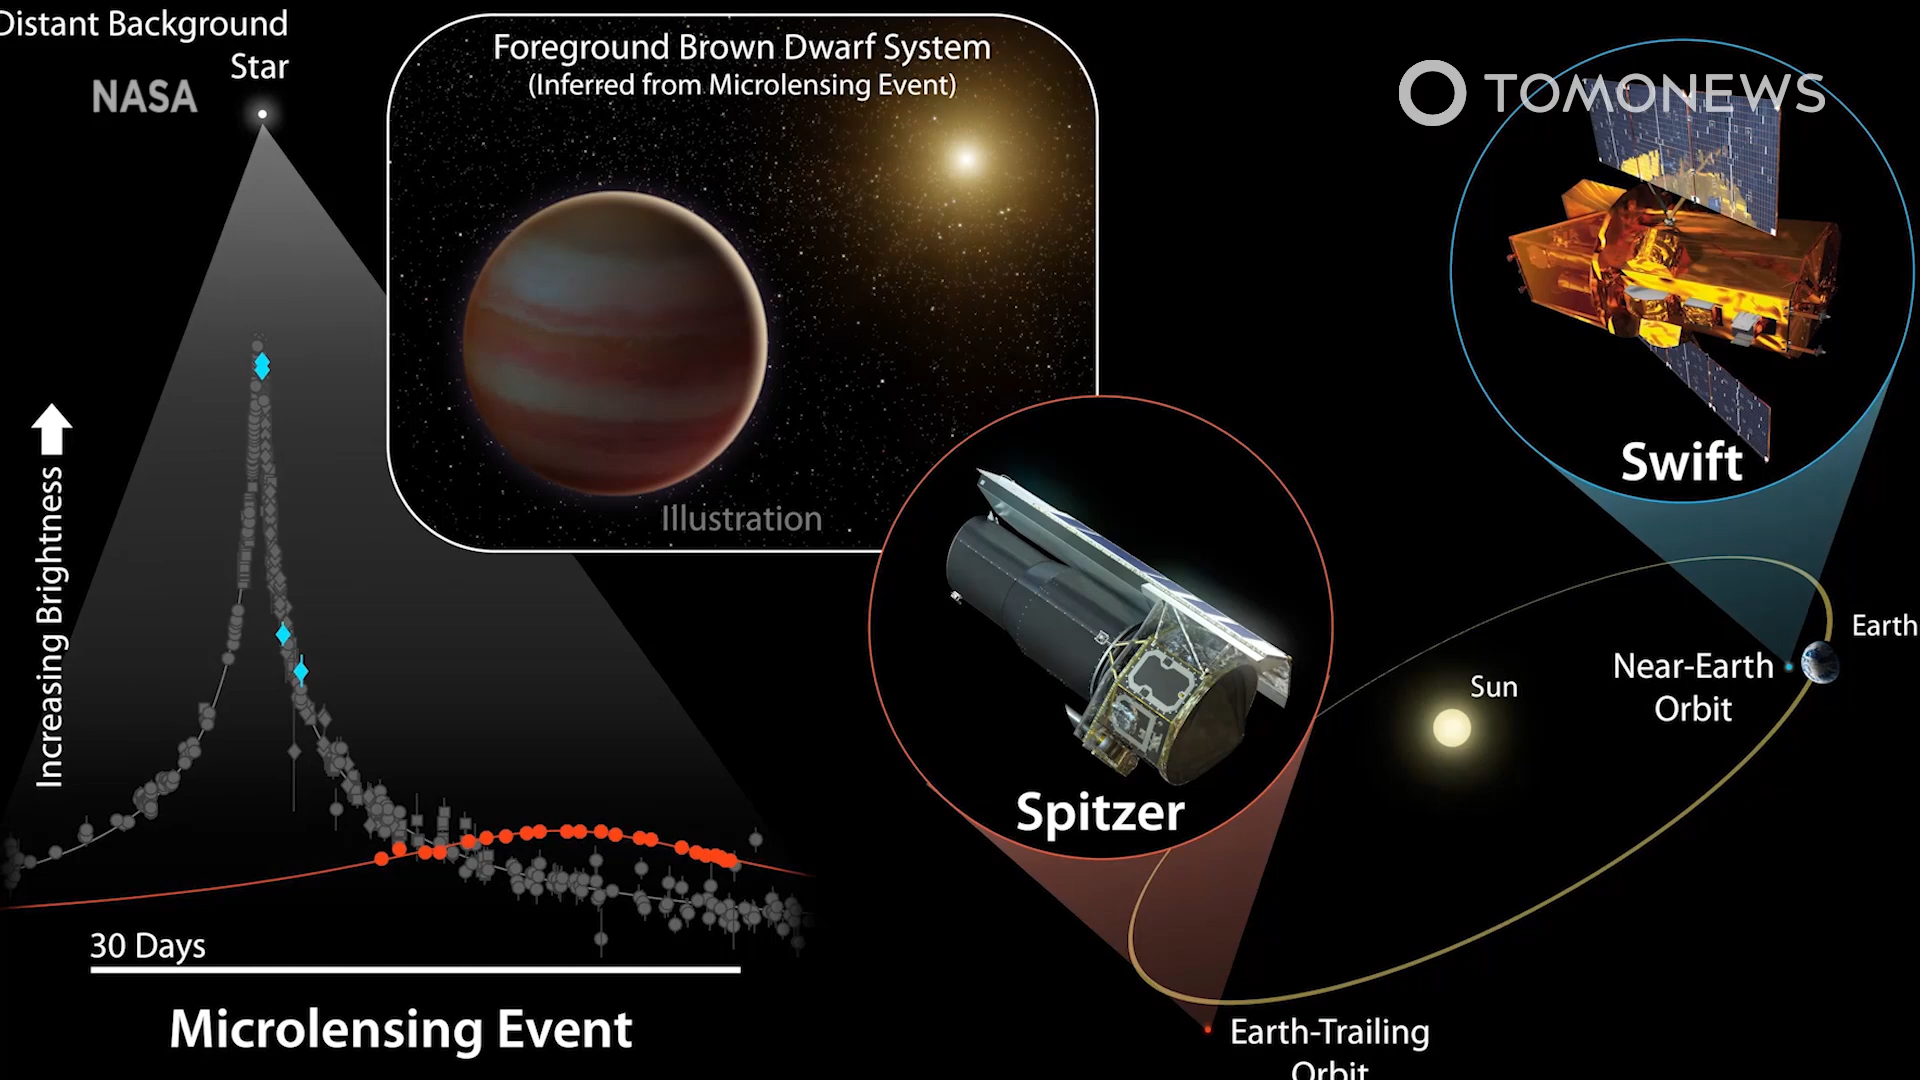 Distant Background
Star
NASA
Foreground Brown Dwarf System
(Inferred from Microlensing Event)
Illustration
TOMONEWS
Swift
Increasing Brightness
Spitzer
Earth
Near-Earth
Orbit
Sun
30 Days
Microlensing Event
Earth-Trailing
Orbit